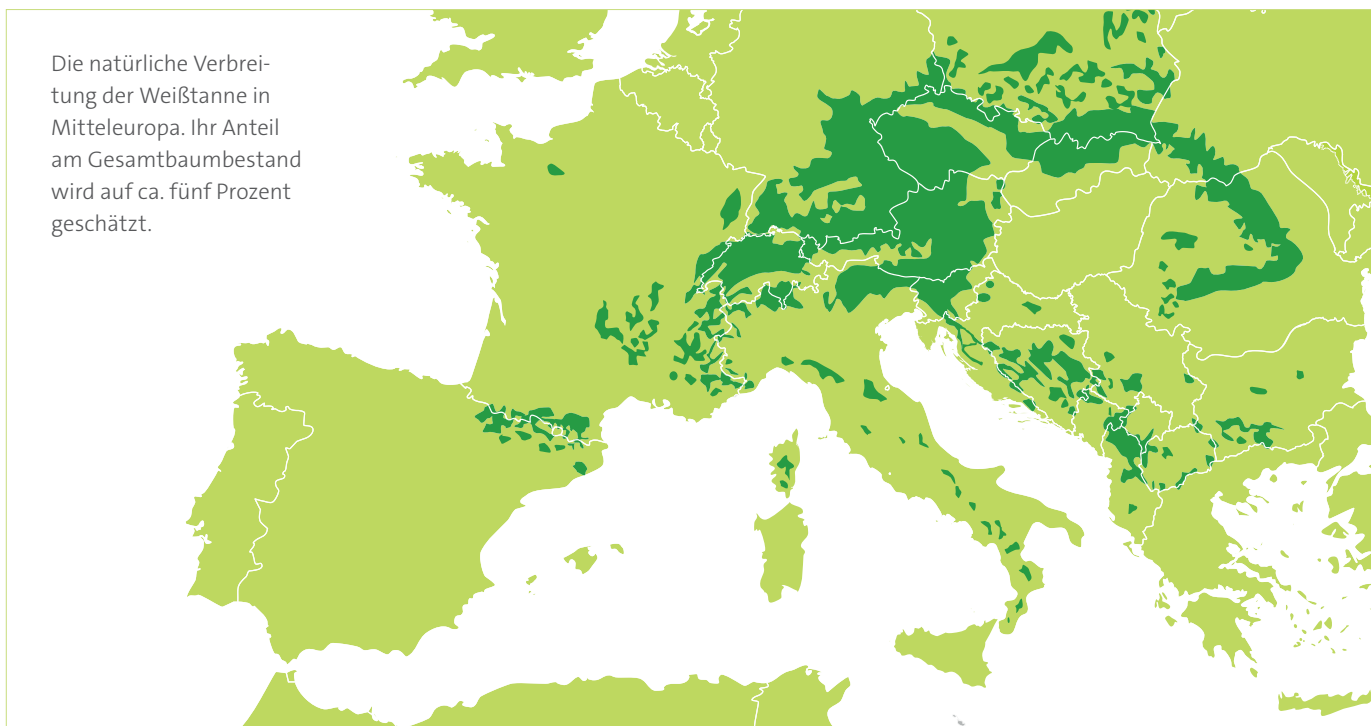 Die natürliche Verbrei-
tung der Weißtanne in
Mitteleuropa. Ihr Anteil
am Gesamtbaumbestand
wird auf ca. fünf Prozent
geschätzt.